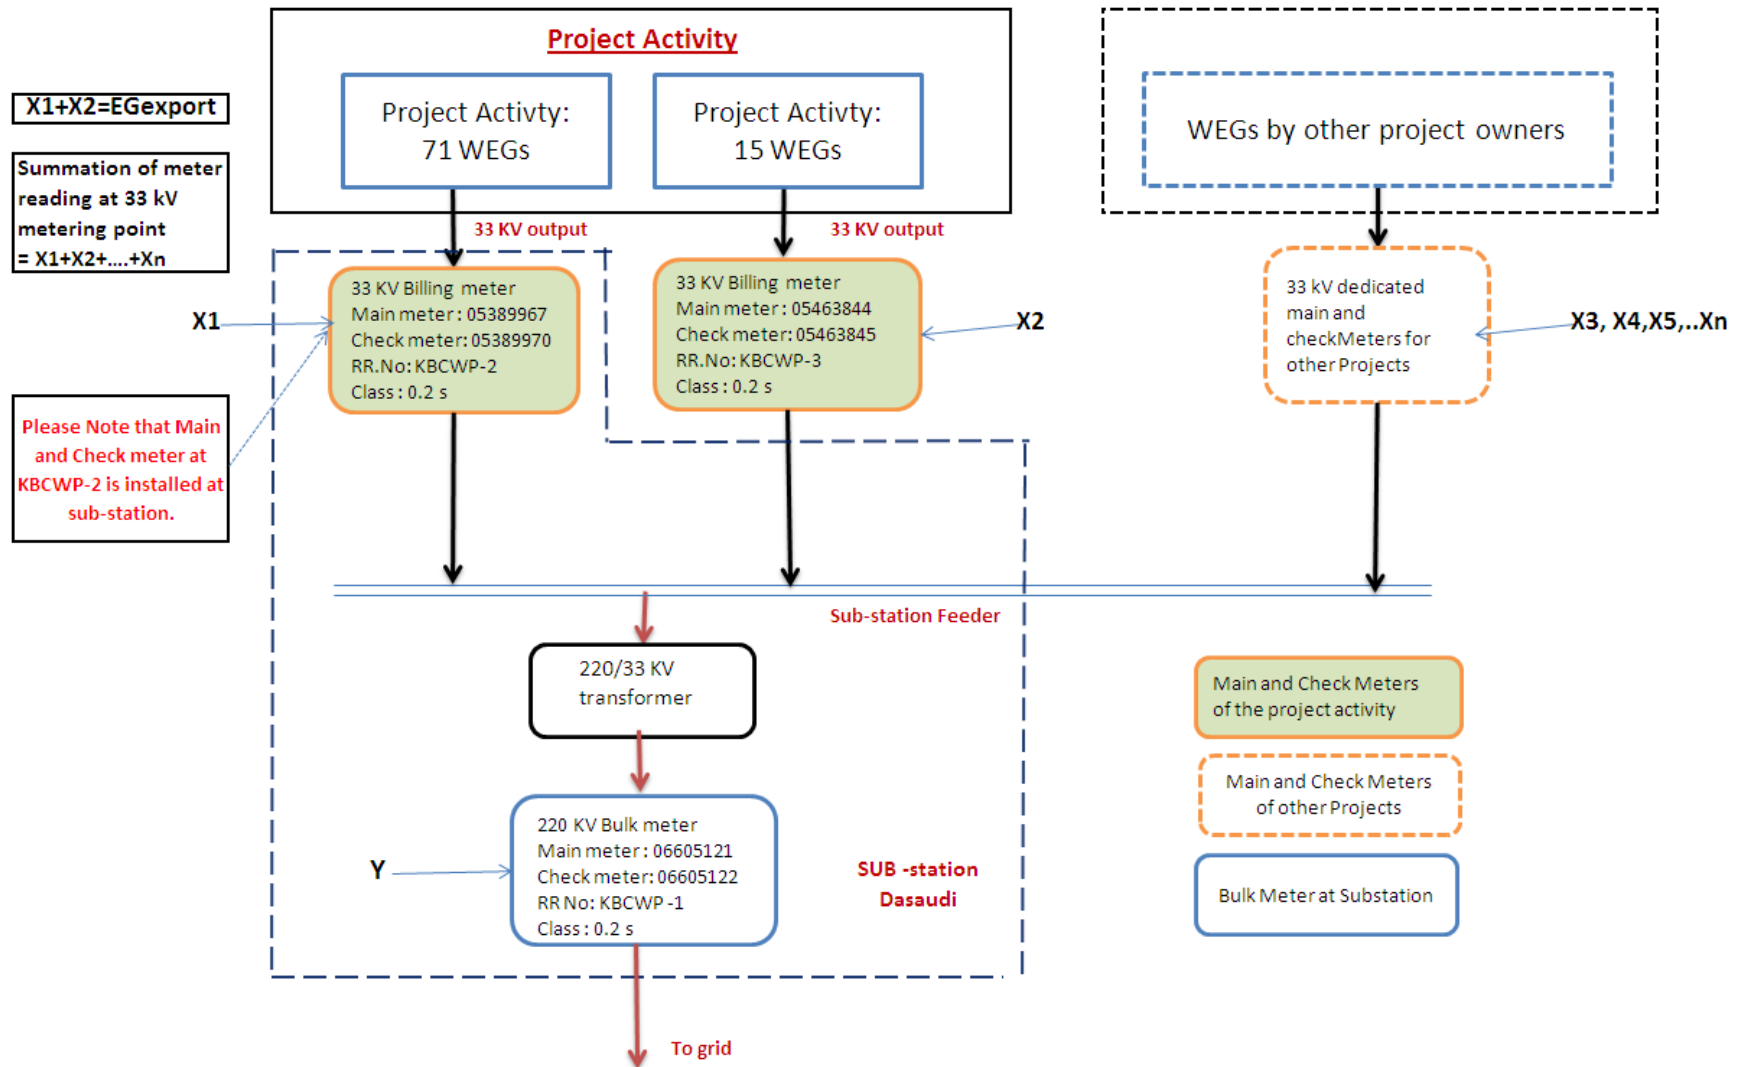 Project Activity
X1+X2=EGexport
Project Activty:
71 WEGs
Project Activty:
15 WEGs
WEGs by other project owners
Summation of meter
reading at 33 kV
metering point
= X1+X2+....+Xn
33 KV output
33 KV output
33 KV Billing meter
Main meter : 05389967
Check meter: 05389970
RR.No: KBCWP-2
Class : 0.2 s
33 KV Billing meter
Main meter : 05463844
Check meter: 05463845
RR.No: KBCWP-3
Class : 0.2 s
33 kV dedicated
main and
checkMeters for
other Projects
X1
X2
X3, X4,X5,..Xn
Please Note that Main
and Check meter at
KBCWP-2 is installed at
sub-station.
Sub-station Feeder
220/33 KV
transformer
Main and Check Meters
of the project activity
Main and Check Meters
of other Projects
220 KV Bulk meter
Main meter : 06605121
Check meter: 06605122
RR No: KBCWP -1
Class : 0.2 s
Y
SUB -station
Dasaudi
Bulk Meter at Substation
To grid